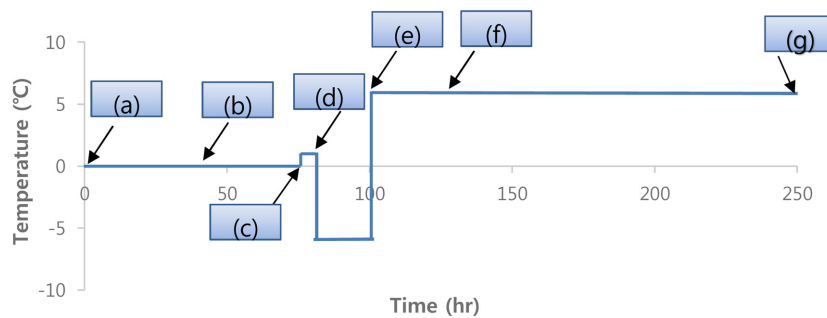 10
(e)
(f)
(g)
(a)
(b)
(d)
5
0
0
50
100
150
200
250
(c)
-5
-10
Temperature (℃)
Time (hr)